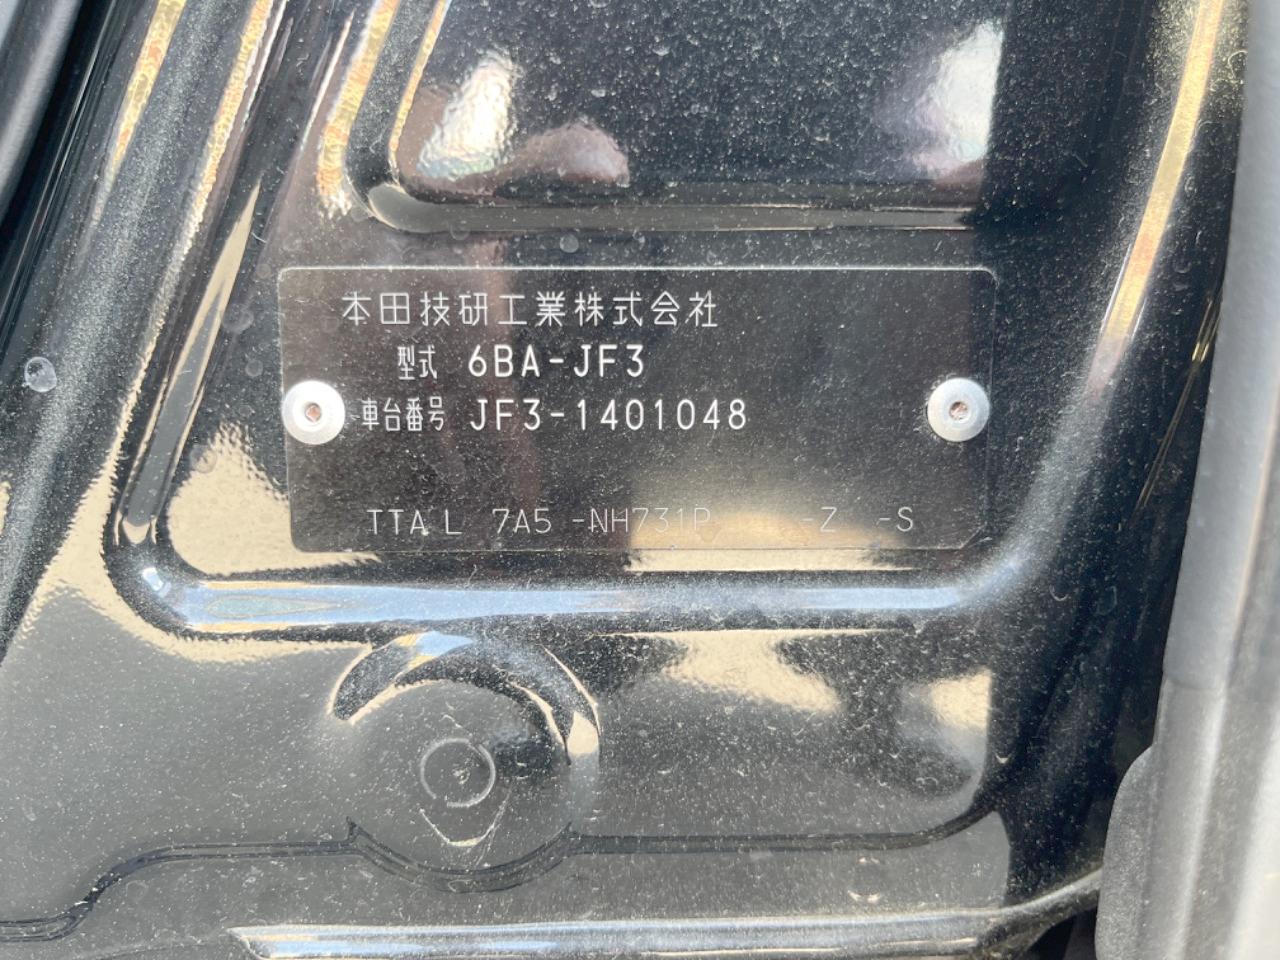 本田技研工業株式会社
型式 6BA-JF3
車台番号 JF3-1401048
TTA L 7A5 -NH731P -Z -S